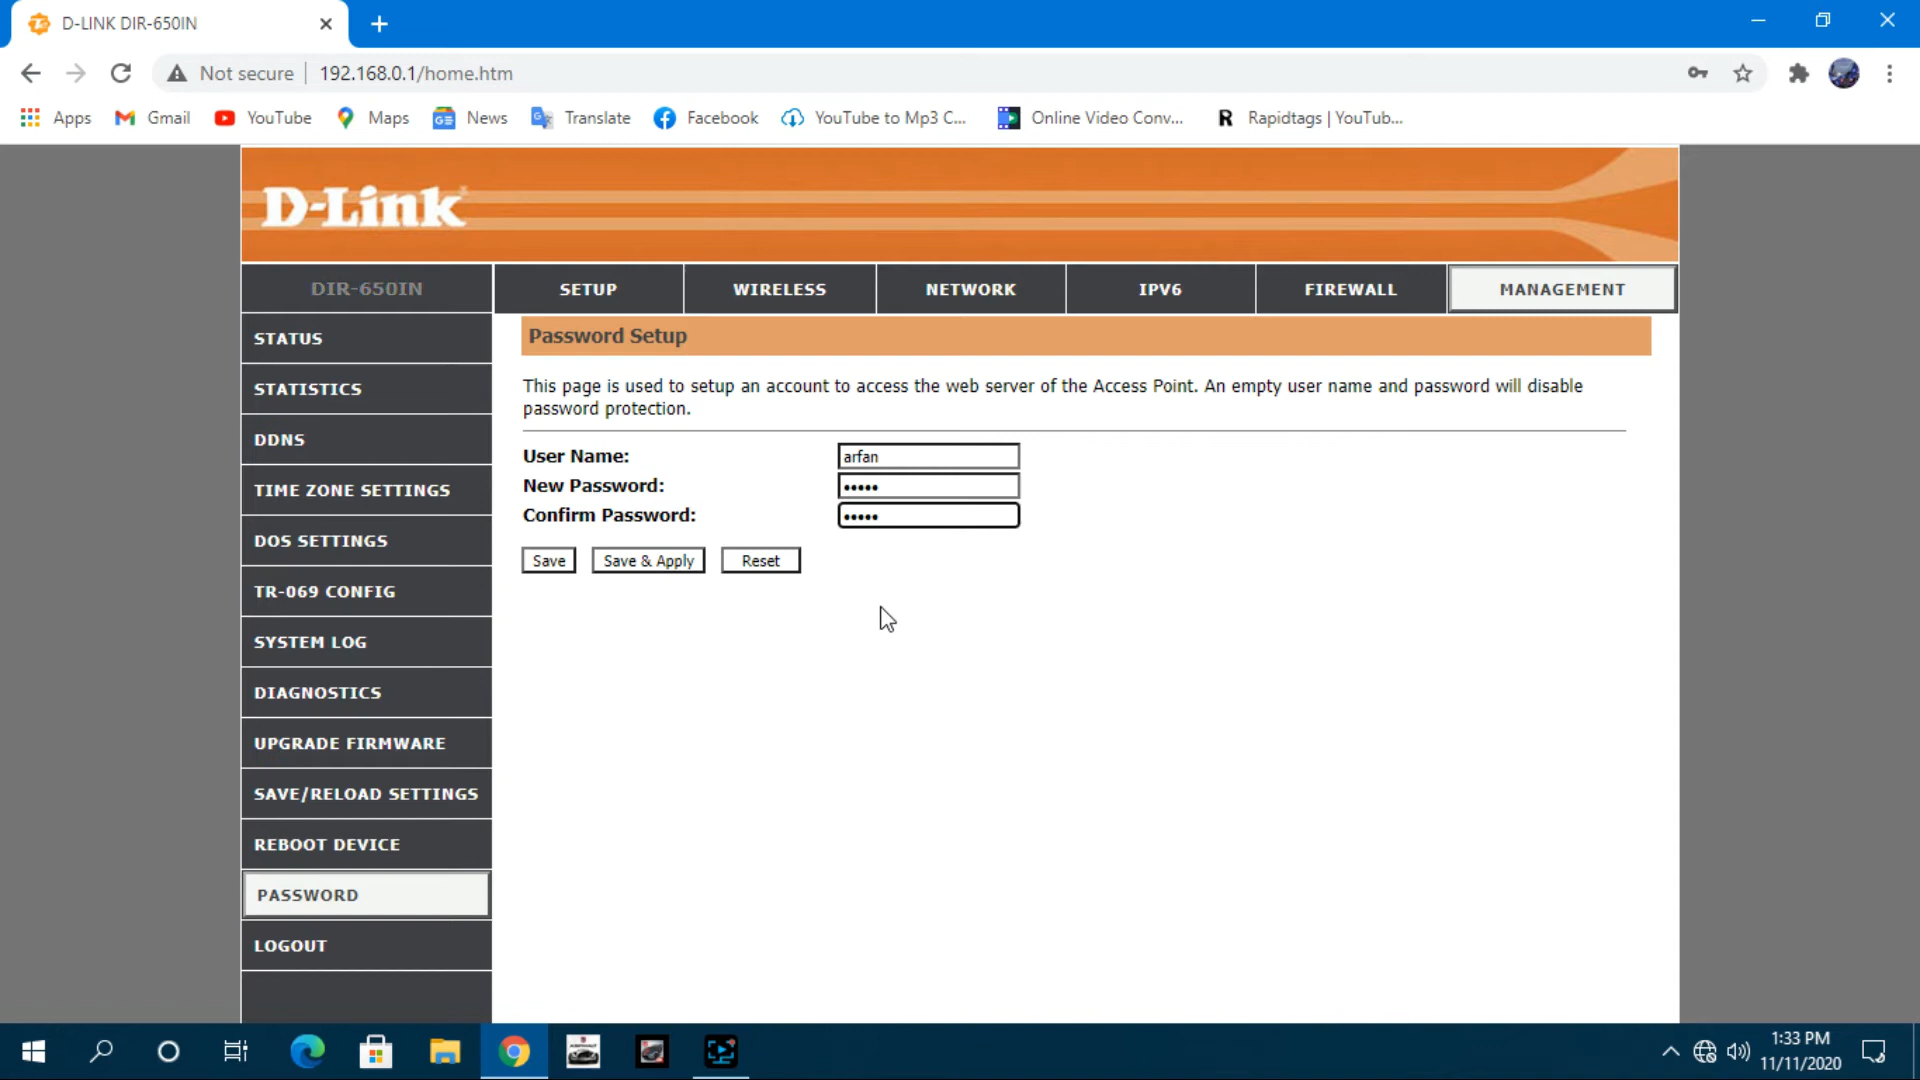 D-LINK DIR-650IN
Not secure
192.168.0.1/home.htm
Apps
Gmail
YouTube
Maps
News
Translate
Facebook
YouTube to Mp3 C...
Online Video Conv...
Rapidtags | YouTub...
D-Link
DIR-650IN
SETUP
WIRELESS
NETWORK
IPV6
FIREWALL
MANAGEMENT
STATUS
STATISTICS
DDNS
TIME ZONE SETTINGS
DOS SETTINGS
TR-069 CONFIG
SYSTEM LOG
DIAGNOSTICS
UPGRADE FIRMWARE
SAVE/RELOAD SETTINGS
REBOOT DEVICE
PASSWORD
LOGOUT
Password Setup
This page is used to setup an account to access the web server of the Access Point. An empty user name and password will disable
password protection.
User Name: arfan
New Password: •••••
Confirm Password: •••••
Save
Save & Apply
Reset
1:33 PM
11/11/2020